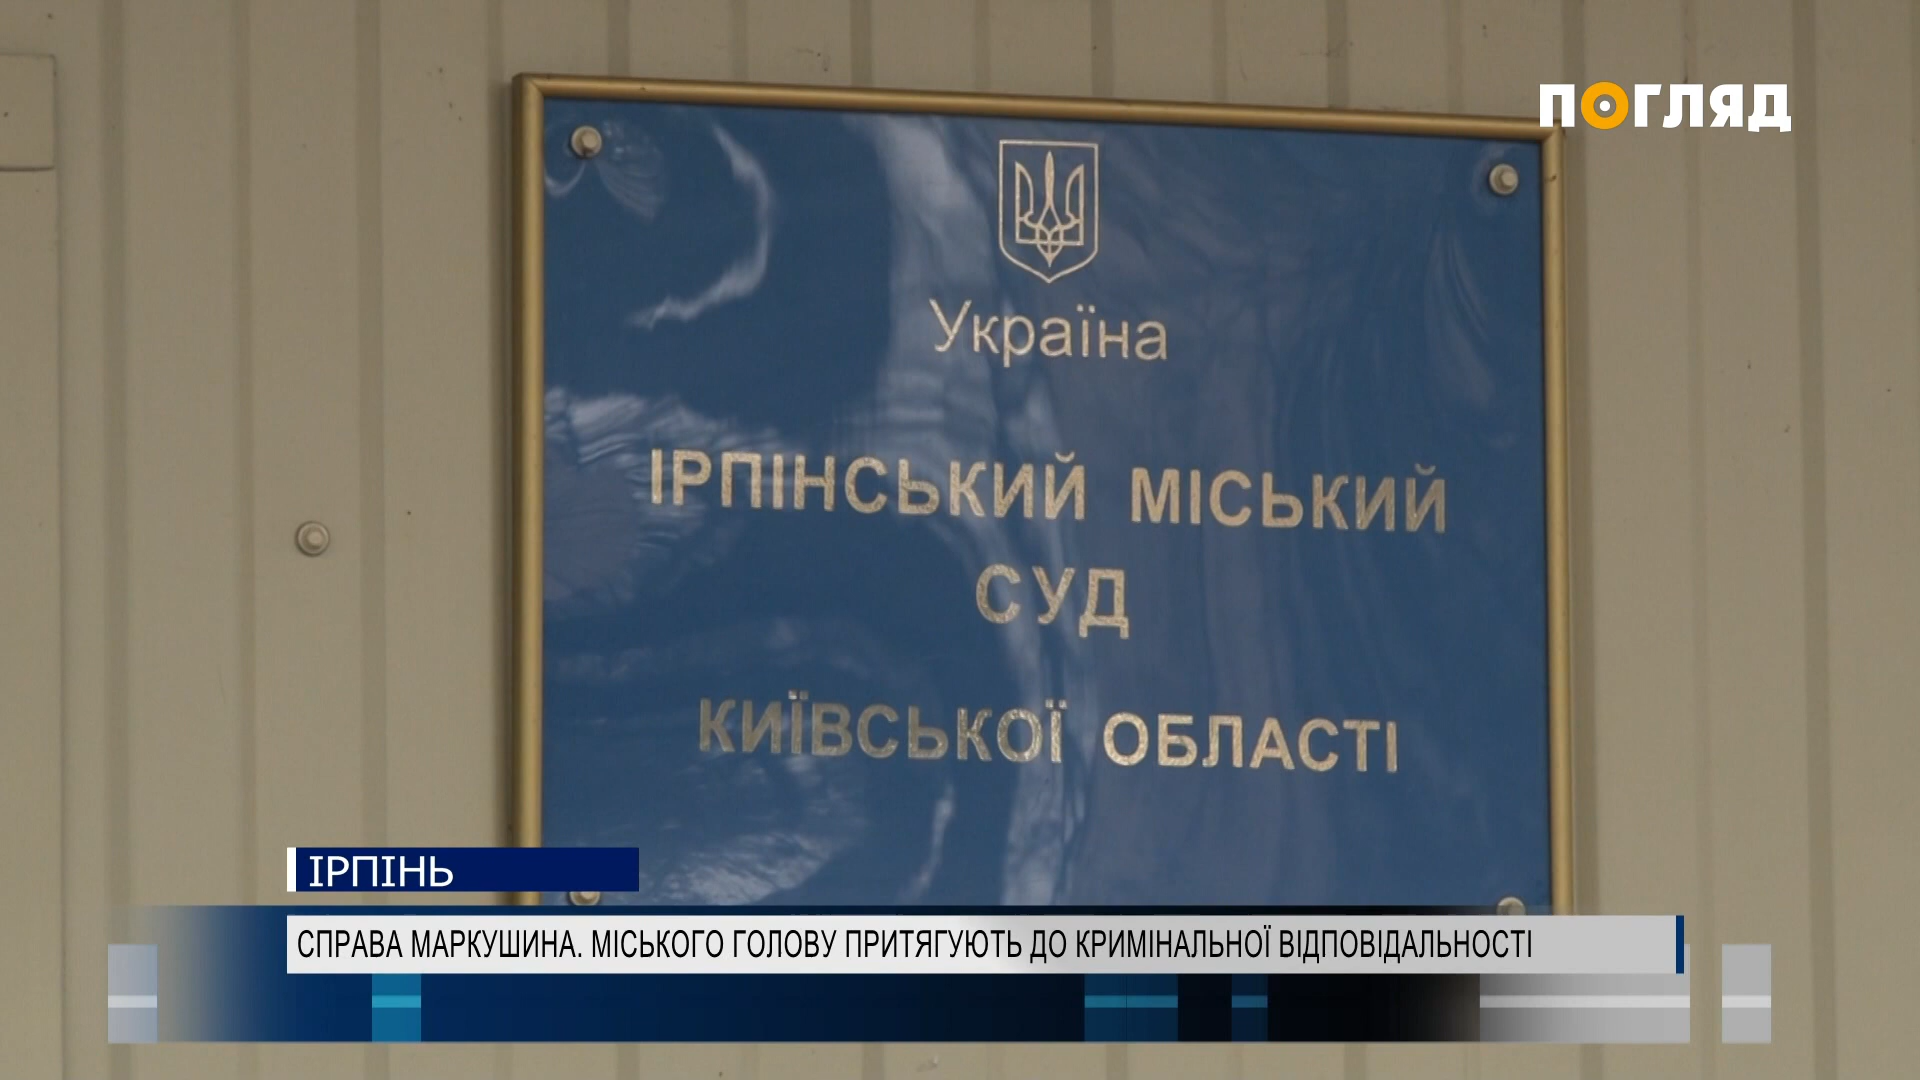 ПОГЛЯД
Україна
ІРПІНСЬКИЙ МІСЬКИЙ
СУД
КИЇВСЬКОЇ ОБЛАСТІ
ІРПІНЬ
СПРАВА МАРКУШИНА. МІСЬКОГО ГОЛОВУ ПРИТЯГУЮТЬ ДО КРИМІНАЛЬНОЇ ВІДПОВІДАЛЬНОСТІ